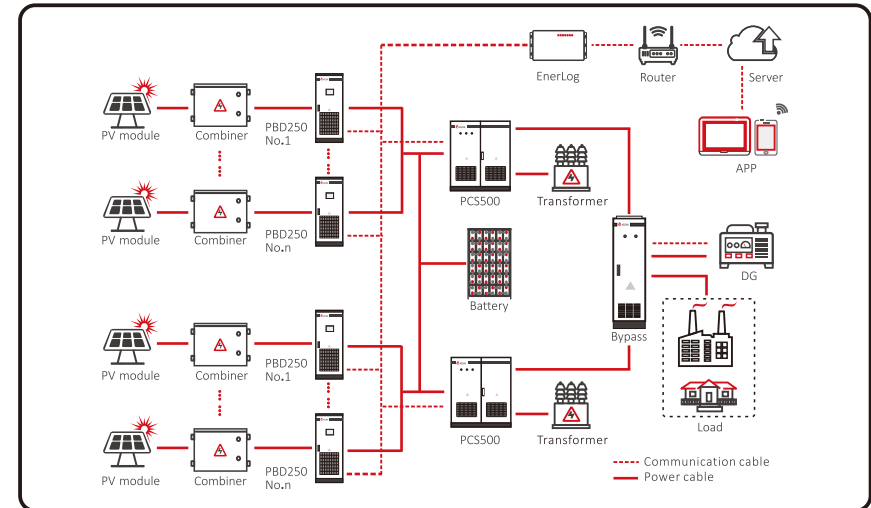 EnerLog
Router
Server
PV module
Combiner
PBD250
No.1
APP
PV module
Combiner
PBD250
No.n
PCS500
Transformer
DG
Battery
Bypass
PV module
Combiner
PBD250
No.1
Load
PCS500
Transformer
PV module
Combiner
PBD250
No.n
Communication cable
Power cable